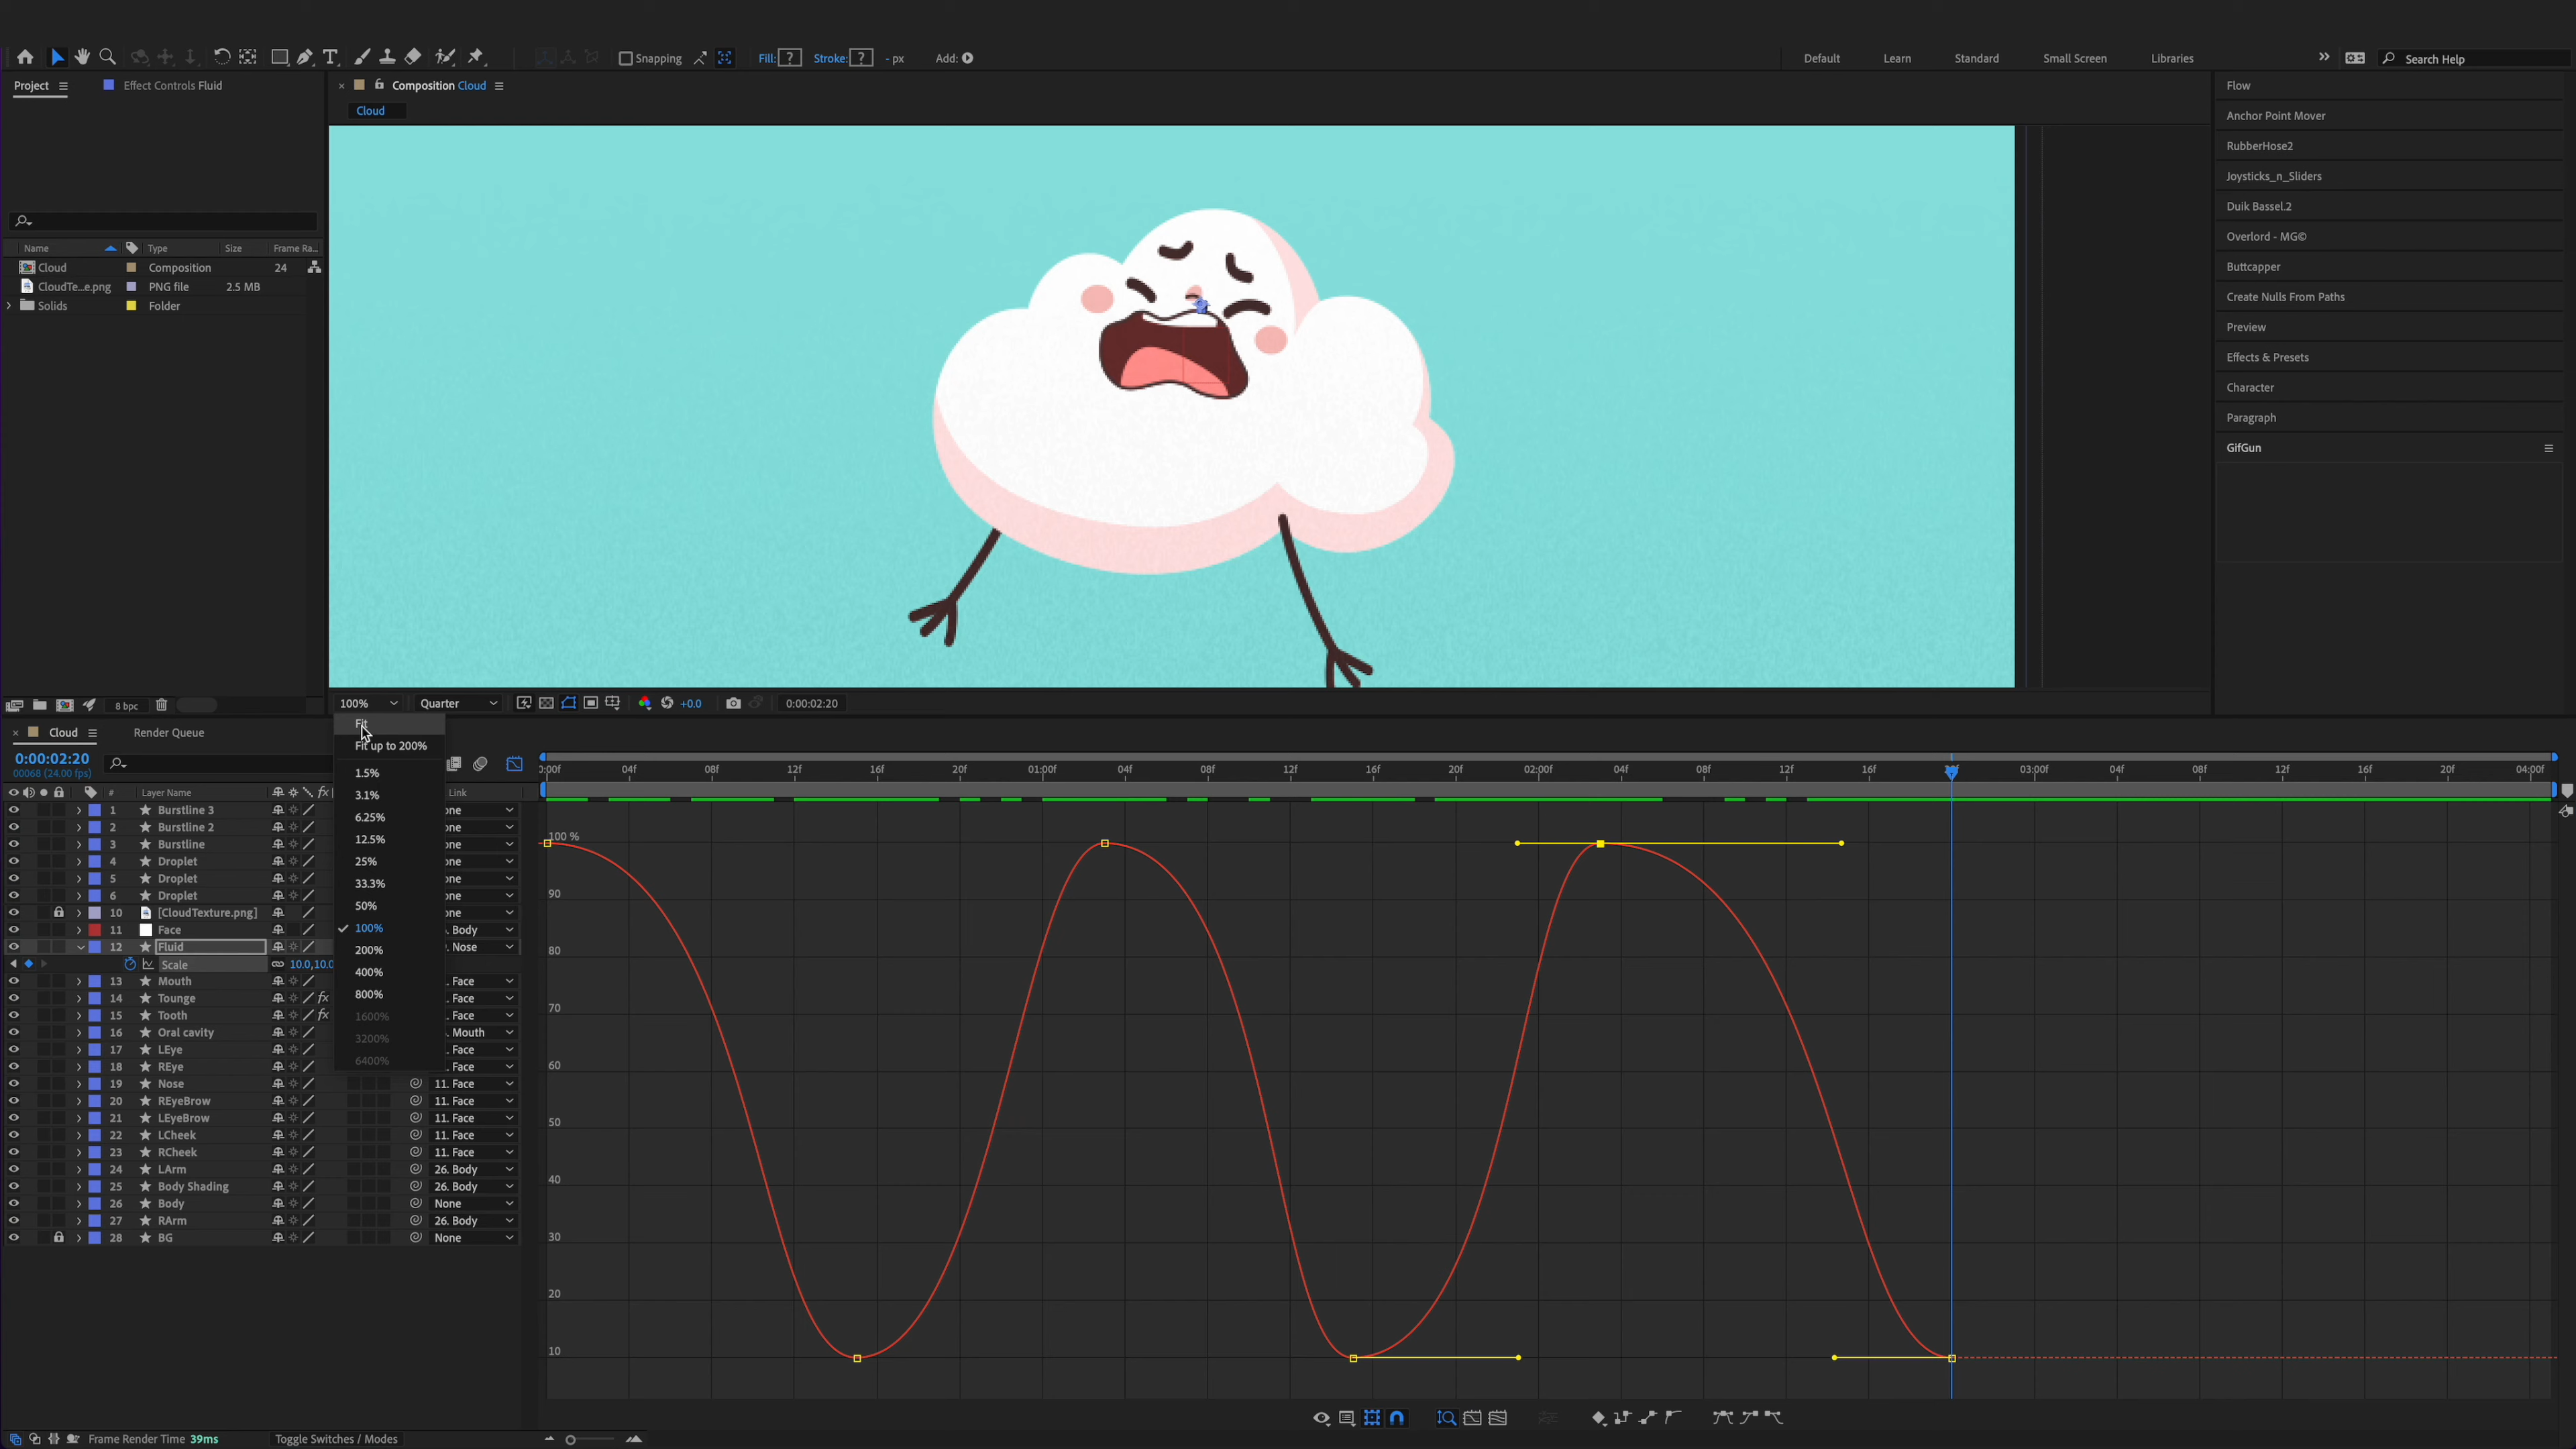 Snapping
Fill: ?
Stroke: ?
- px
Add:
Default
Learn
Standard
Small Screen
Libraries
Search Help
Project
Effect Controls Fluid
Composition Cloud
Cloud
Name
Type
Size
Frame Ra...
Cloud
Composition
24
CloudTe...e.png
PNG file
2.5 MB
Solids
Folder
Flow
Anchor Point Mover
RubberHose2
Joysticks_n_Sliders
Duik Bassel.2
Overlord - MG©
Buttcapper
Create Nulls From Paths
Preview
Effects & Presets
Character
Paragraph
GifGun
8 bpc
100%
Quarter
+0.0
0:00:02:20
Fit
Fit up to 200%
1.5%
3.1%
6.25%
12.5%
25%
33.3%
50%
100%
200%
400%
800%
1600%
3200%
6400%
Cloud
Render Queue
0:00:02:20
00068 (24.00 fps)
# Layer Name fx Link
1 Burstline 3 one
2 Burstline 2 one
3 Burstline one
4 Droplet one
5 Droplet one
6 Droplet one
10 [CloudTexture.png] one
11 Face . Body
12 Fluid . Nose
Scale 10.0,10.0
13 Mouth . Face
14 Tounge fx . Face
15 Tooth fx . Face
16 Oral cavity . Mouth
17 LEye . Face
18 REye . Face
19 Nose 11. Face
20 REyeBrow 11. Face
21 LEyeBrow 11. Face
22 LCheek 11. Face
23 RCheek 11. Face
24 LArm 26. Body
25 Body Shading 26. Body
26 Body None
27 RArm 26. Body
28 BG None
0:00f 04f 08f 12f 16f 20f 01:00f 04f 08f 12f 16f 20f 02:00f 04f 08f 12f 16f 20f 03:00f 04f 08f 12f 16f 20f 04:00f
100 %
90
80
70
60
50
40
30
20
10
Frame Render Time 39ms
Toggle Switches / Modes